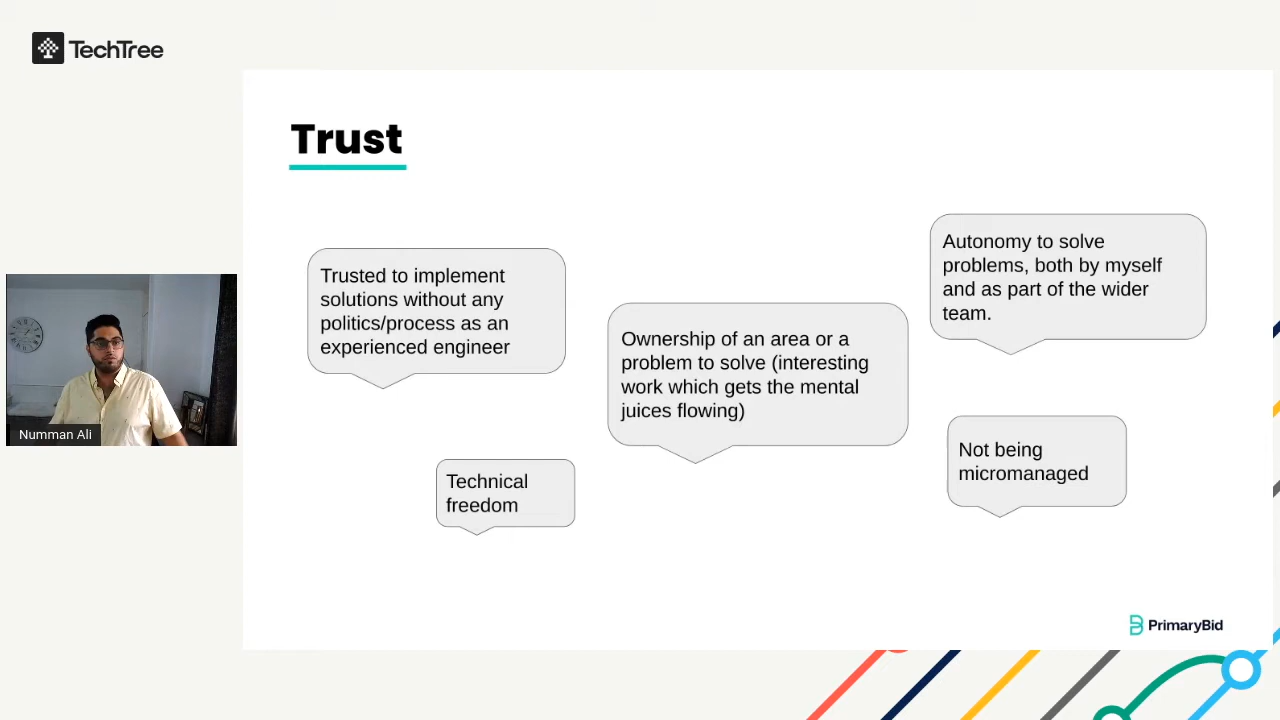 TechTree
Trust
Trusted to implement
solutions without any
politics/process as an
experienced engineer
Ownership of an area or a
problem to solve (interesting
work which gets the mental
juices flowing)
Autonomy to solve
problems, both by myself
and as part of the wider
team.
Technical
freedom
Not being
micromanaged
Numman Ali
PrimaryBid